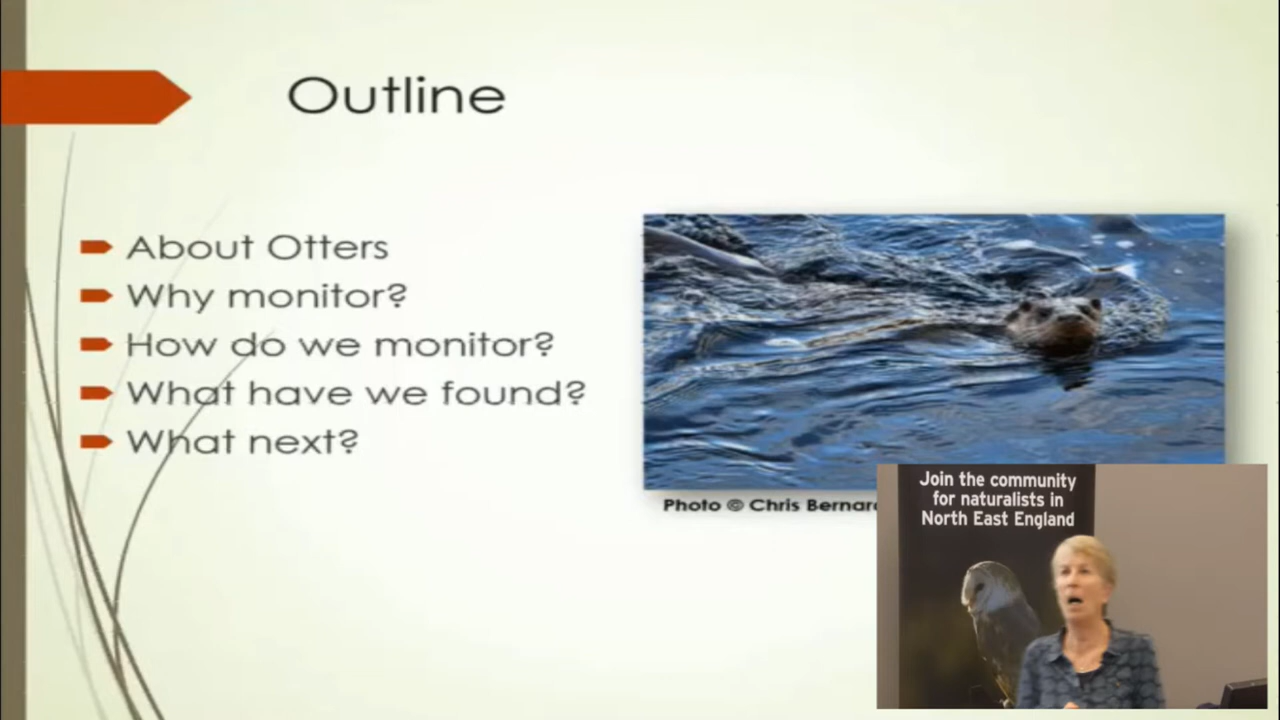 Outline
About Otters
Why monitor?
How do we monitor?
What have we found?
What next?
Photo © Chris
Join the community
for naturalists in
North East England